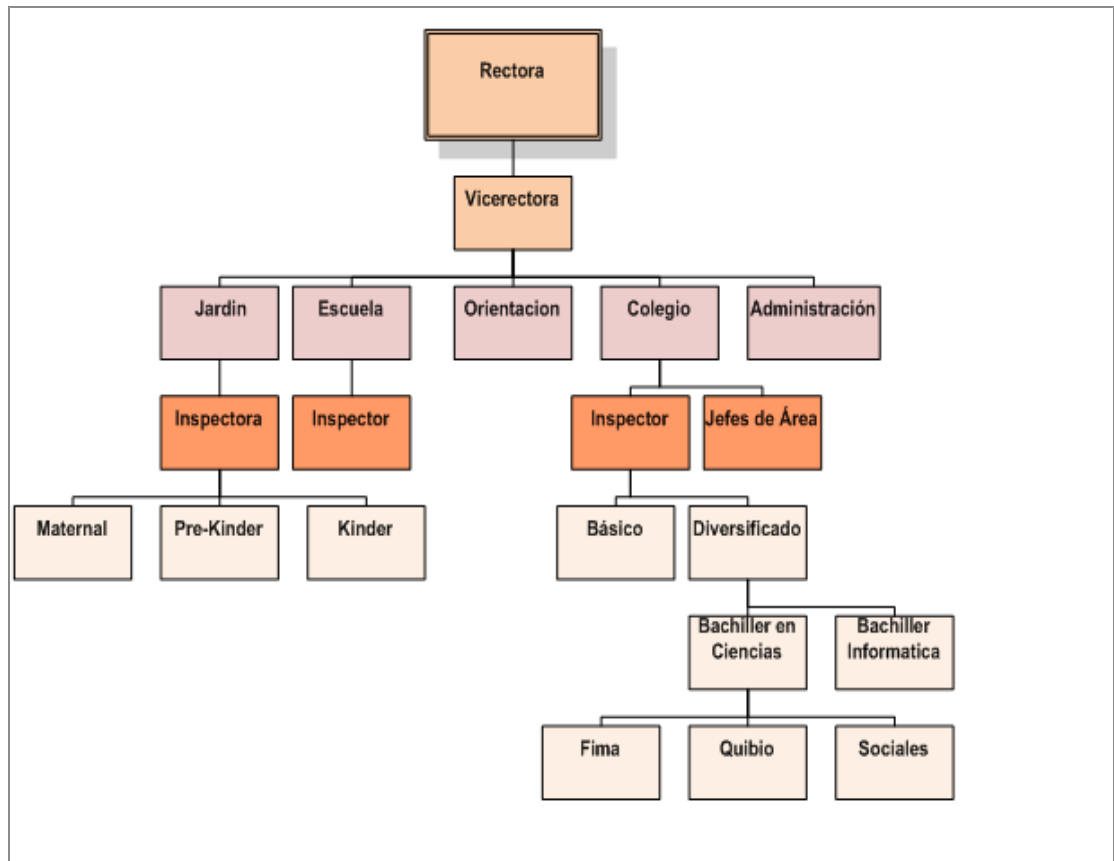 Rectora
Vicerectora
Jardin
Escuela
Orientacion
Colegio
Administración
Inspectora
Inspector
Inspector
Jefes de Área
Maternal
Pre-Kinder
Kinder
Básico
Diversificado
Bachiller en
Ciencias
Bachiller
Informatica
Fima
Quibio
Sociales